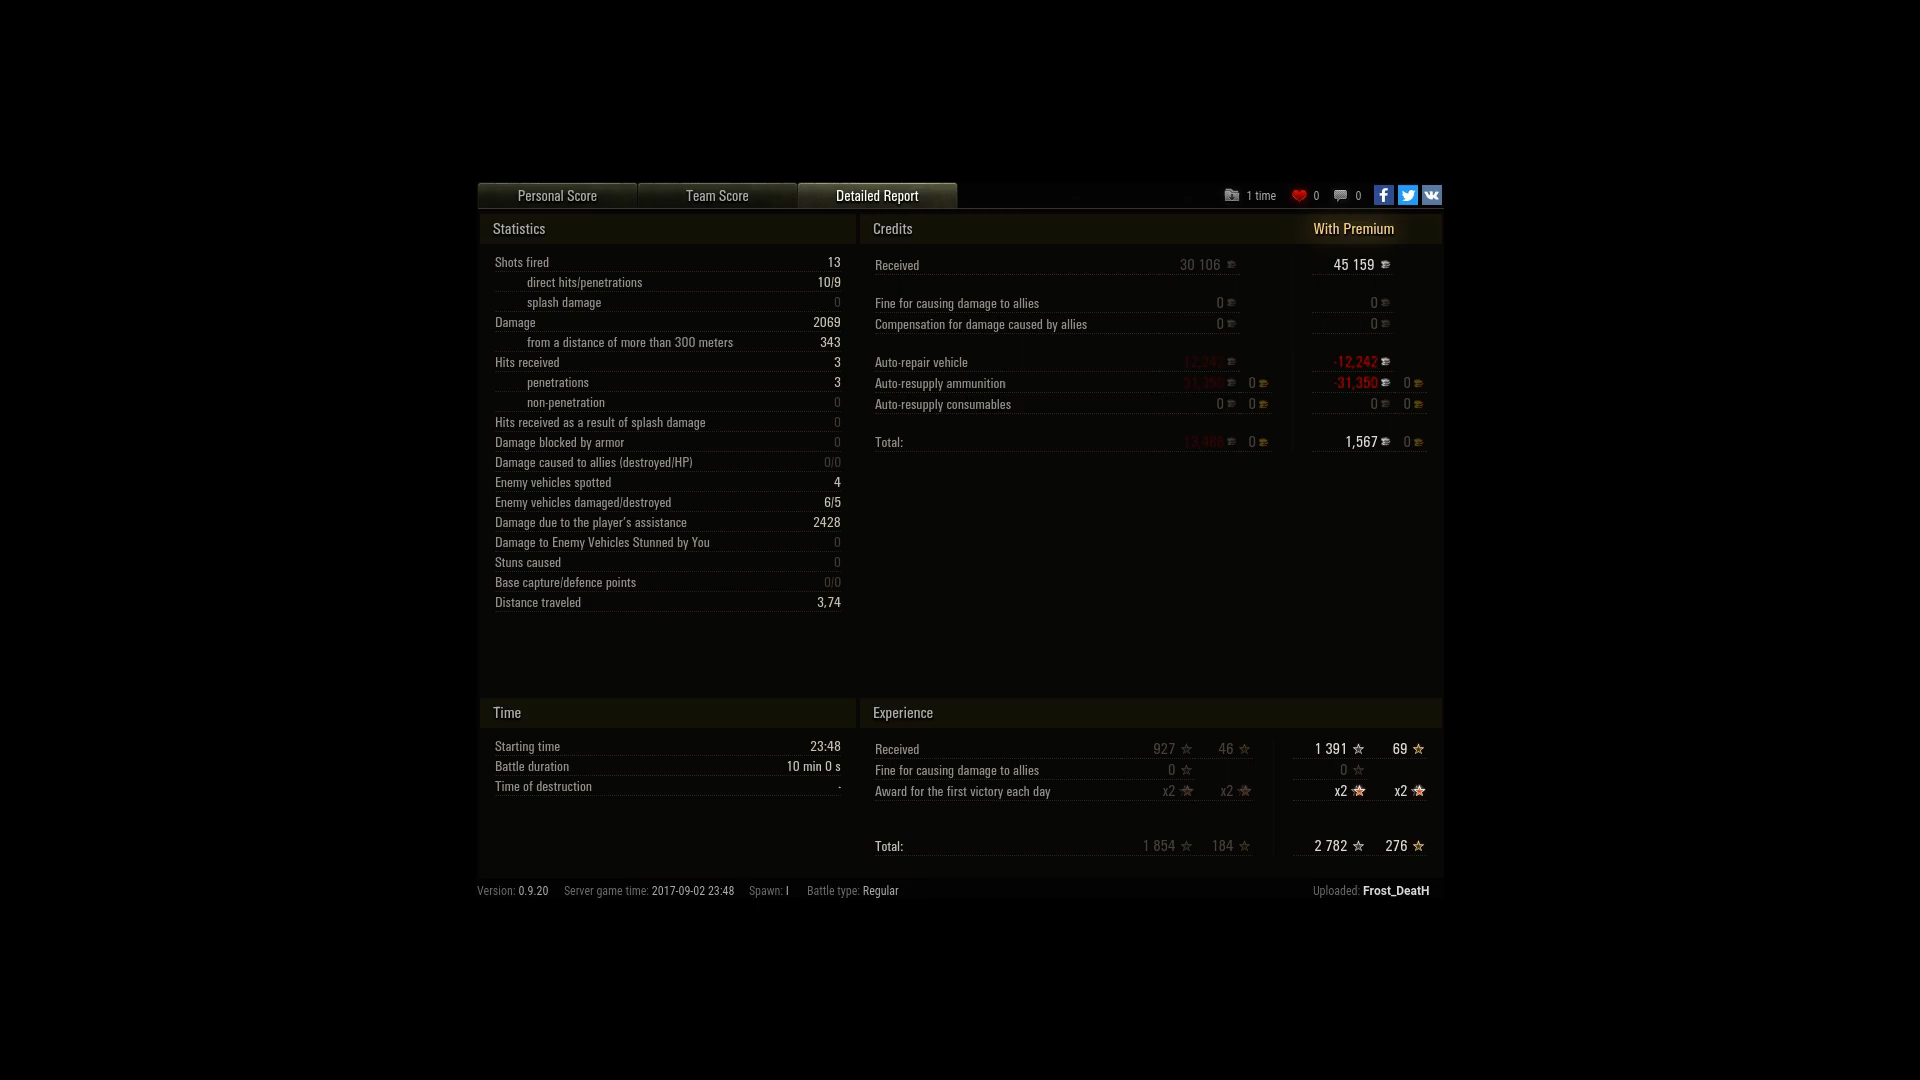 Personal Score Team Score Detailed Report 1 time 0 0
Statistics
Shots fired 13
direct hits/penetrations 10/9
splash damage 0
Damage 2069
from a distance of more than 300 meters 343
Hits received 3
penetrations 3
non-penetration 0
Hits received as a result of splash damage 0
Damage blocked by armor 0
Damage caused to allies (destroyed/HP) 0/0
Enemy vehicles spotted 4
Enemy vehicles damaged/destroyed 6/5
Damage due to the player's assistance 2428
Damage to Enemy Vehicles Stunned by You 0
Stuns caused 0
Base capture/defence points 0/0
Distance traveled 3,74
Credits With Premium
Received 30 106 45 159
Fine for causing damage to allies 0 0
Compensation for damage caused by allies 0 0
Auto-repair vehicle -12,242 -12,242
Auto-resupply ammunition -31,350 0 -31,350 0
Auto-resupply consumables 0 0 0 0
Total: -13,486 0 1,567 0
Time
Starting time 23:48
Battle duration 10 min 0 s
Time of destruction -
Experience
Received 927 46 1 391 69
Fine for causing damage to allies 0 0
Award for the first victory each day x2 x2 x2 x2
Total: 1 854 184 2 782 276
Version: 0.9.20 Server game time: 2017-09-02 23:48 Spawn: I Battle type: Regular Uploaded: Frost_DeatH